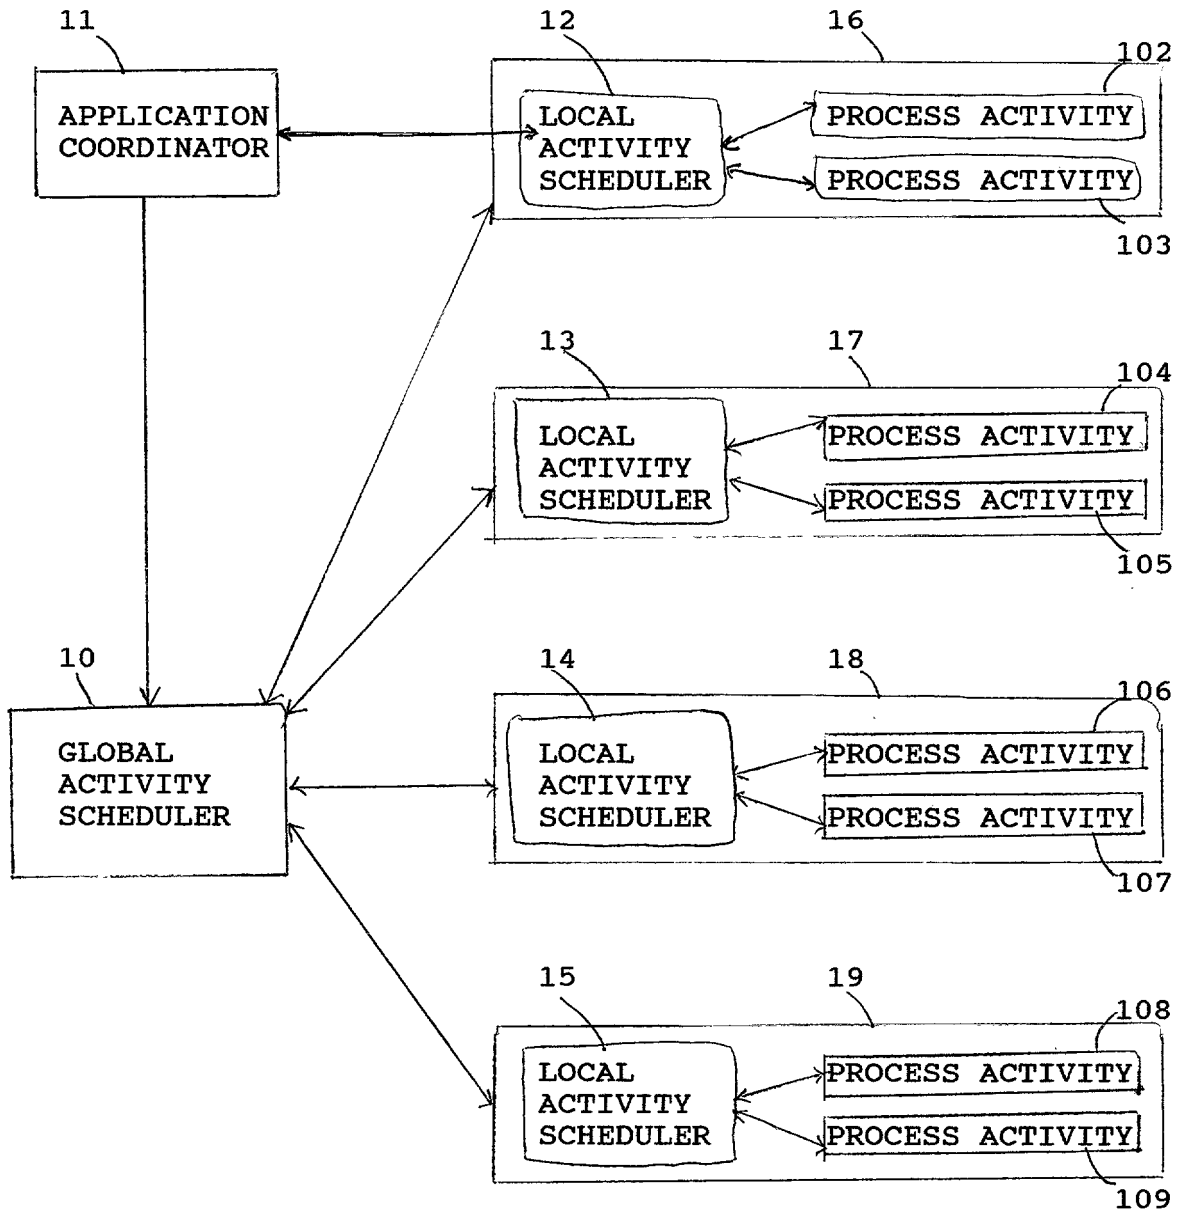 11
12
16
102
APPLICATION
COORDINATOR
LOCAL
ACTIVITY
SCHEDULER
PROCESS ACTIVITY
PROCESS ACTIVITY
103
13
17
104
LOCAL
ACTIVITY
SCHEDULER
PROCESS ACTIVITY
PROCESS ACTIVITY
105
10
14
18
106
GLOBAL
ACTIVITY
SCHEDULER
LOCAL
ACTIVITY
SCHEDULER
PROCESS ACTIVITY
PROCESS ACTIVITY
107
15
19
108
LOCAL
ACTIVITY
SCHEDULER
PROCESS ACTIVITY
PROCESS ACTIVITY
109